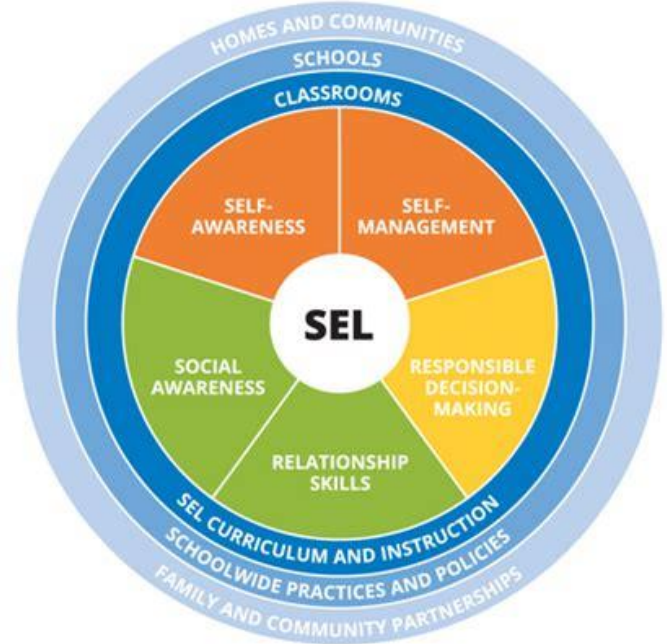 HOMES AND COMMUNITIES
SCHOOLS
CLASSROOMS
SELF-
AWARENESS
SELF-
MANAGEMENT
SEL
SOCIAL
AWARENESS
RESPONSIBLE
DECISION-
MAKING
RELATIONSHIP
SKILLS
SEL CURRICULUM AND INSTRUCTION
SCHOOLWIDE PRACTICES AND POLICIES
FAMILY AND COMMUNITY PARTNERSHIPS